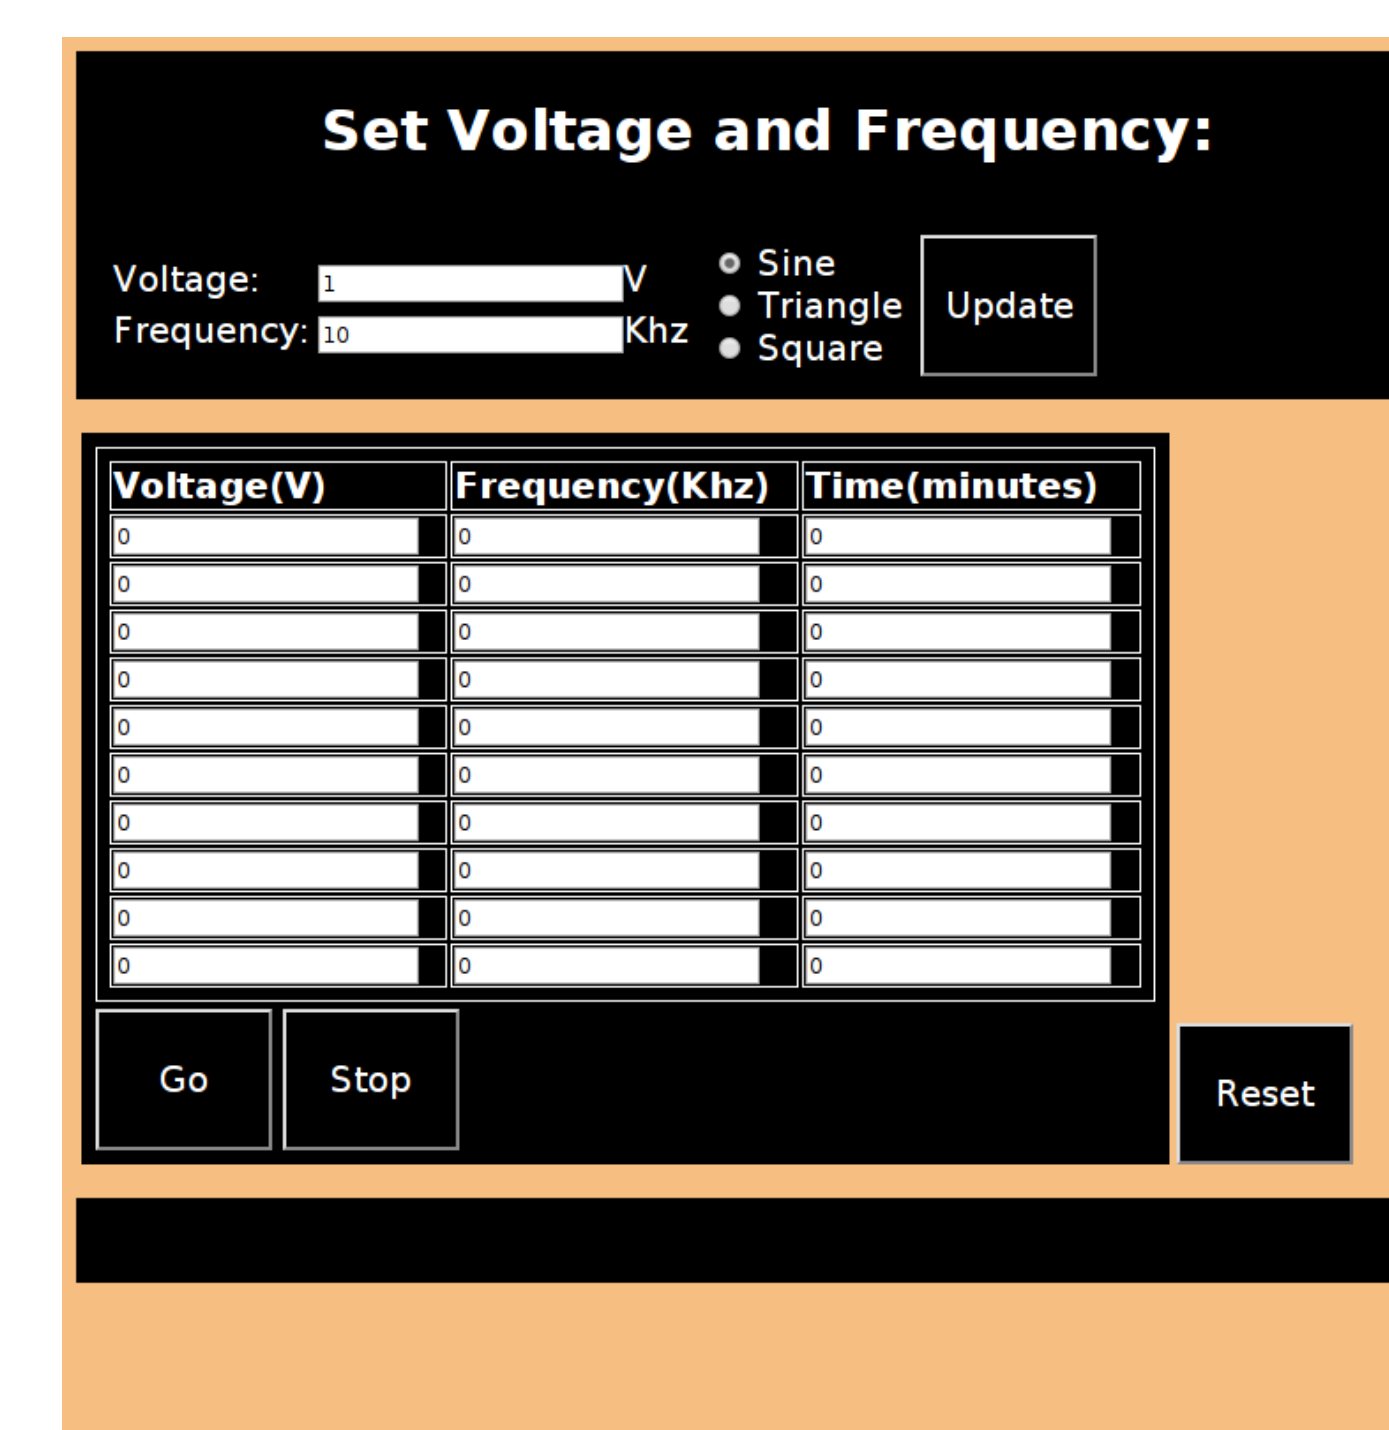 Set Voltage and Frequency:
Voltage: 1 V
Frequency: 10 Khz
Sine
Triangle
Square
Update
Voltage(V) Frequency(Khz) Time(minutes)
0 0 0
0 0 0
0 0 0
0 0 0
0 0 0
0 0 0
0 0 0
0 0 0
0 0 0
0 0 0
Go Stop Reset